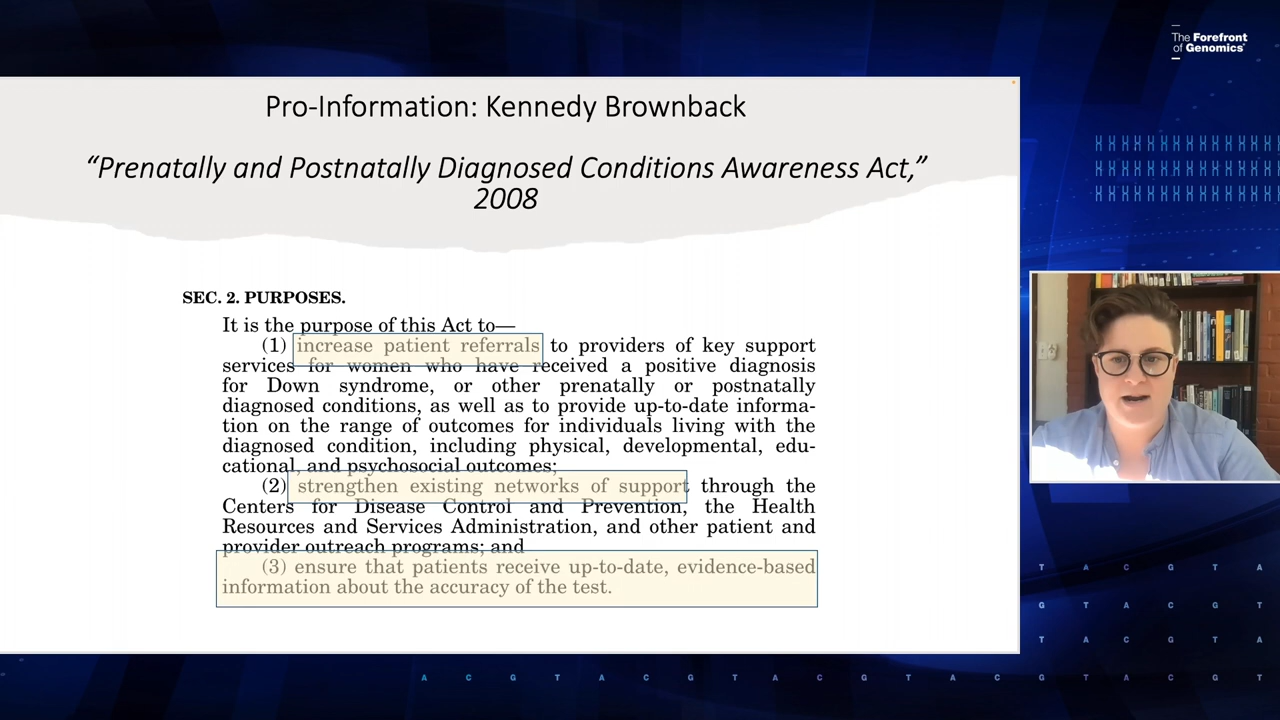 The Forefront
of Genomics®
Pro-Information: Kennedy Brownback
“Prenatally and Postnatally Diagnosed Conditions Awareness Act,”
2008
SEC. 2. PURPOSES.
It is the purpose of this Act to—
(1) increase patient referrals to providers of key support
services for women who have received a positive diagnosis
for Down syndrome, or other prenatally or postnatally
diagnosed conditions, as well as to provide up-to-date informa-
tion on the range of outcomes for individuals living with the
diagnosed condition, including physical, developmental, edu-
cational, and psychosocial outcomes;
(2) strengthen existing networks of support through the
Centers for Disease Control and Prevention, the Health
Resources and Services Administration, and other patient and
provider outreach programs; and
(3) ensure that patients receive up-to-date, evidence-based
information about the accuracy of the test.
T A C G T A
G T A C G T
T A C G T A
A C G T A C G T A C G T A C G T A C G T